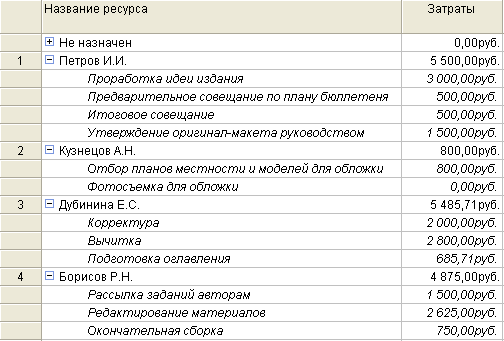 Название ресурса Затраты
Не назначен 0,00руб.
1 Петров И.И. 5 500,00руб.
Проработка идеи издания 3 000,00руб.
Предварительное совещание по плану бюллетеня 500,00руб.
Итоговое совещание 500,00руб.
Утверждение оригинал-макета руководством 1 500,00руб.
2 Кузнецов А.Н. 800,00руб.
Отбор планов местности и моделей для обложки 800,00руб.
Фотосъемка для обложки 0,00руб.
3 Дубинина Е.С. 5 485,71руб.
Корректура 2 000,00руб.
Вычитка 2 800,00руб.
Подготовка оглавления 685,71руб.
4 Борисов Р.Н. 4 875,00руб.
Рассылка заданий авторам 1 500,00руб.
Редактирование материалов 2 625,00руб.
Окончательная сборка 750,00руб.